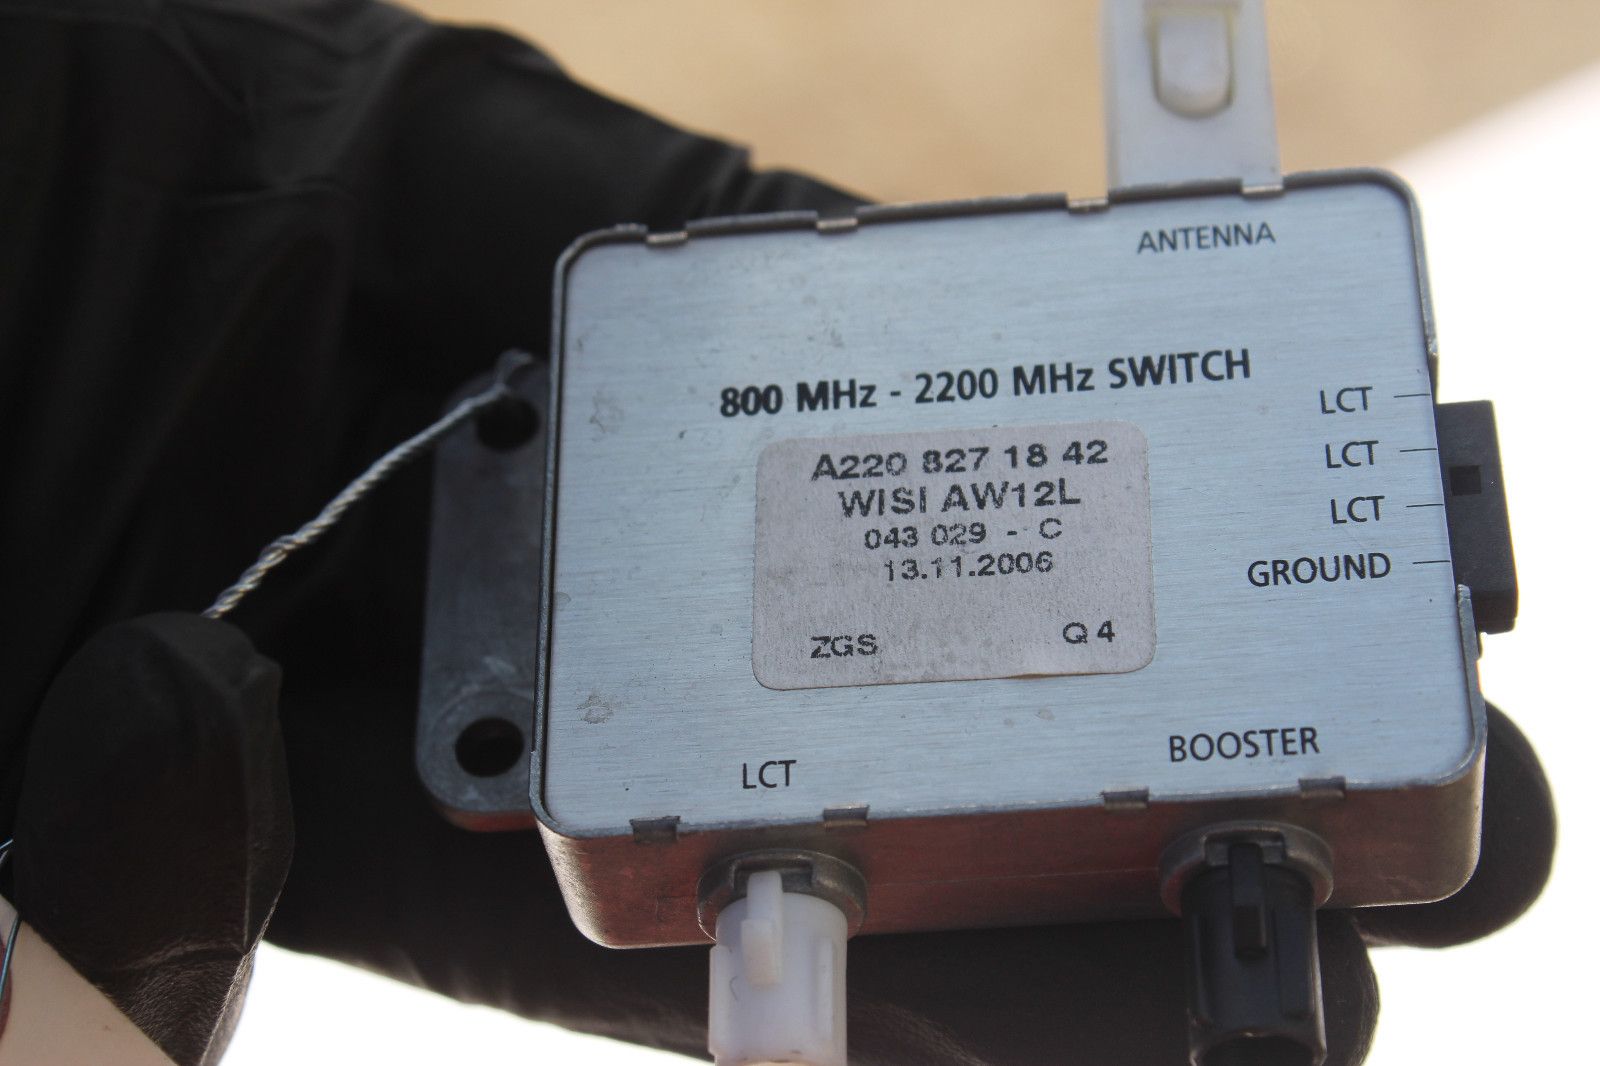 ANTENNA
800 MHz - 2200 MHz SWITCH
LCT
A220 827 18 42
LCT
WISI AW12L
LCT
043 029 - C
13.11.2006
GROUND
ZGS Q4
LCT
BOOSTER